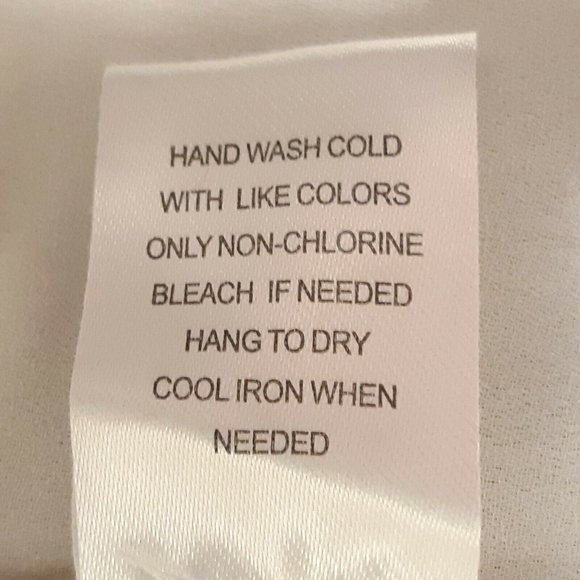 HAND WASH COLD
WITH LIKE COLORS
ONLY NON-CHLORINE
BLEACH IF NEEDED
HANG TO DRY
COOL IRON WHEN
NEEDED